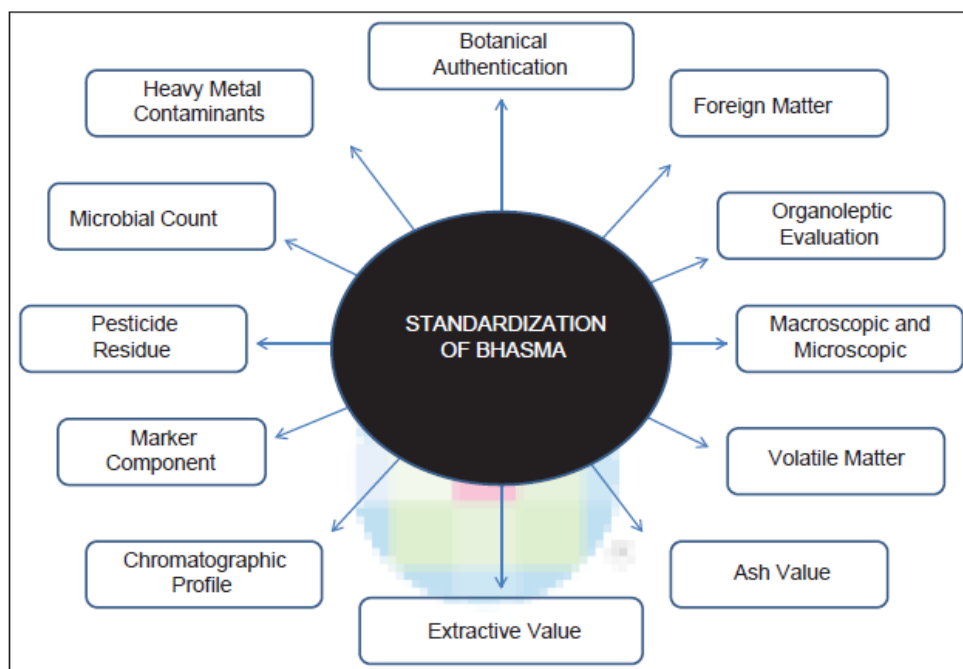 Botanical
Authentication
Heavy Metal
Contaminants
Foreign Matter
Microbial Count
Organoleptic
Evaluation
STANDARDIZATION
OF BHASMA
Pesticide
Residue
Macroscopic and
Microscopic
Marker
Component
Volatile Matter
Chromatographic
Profile
Ash Value
Extractive Value